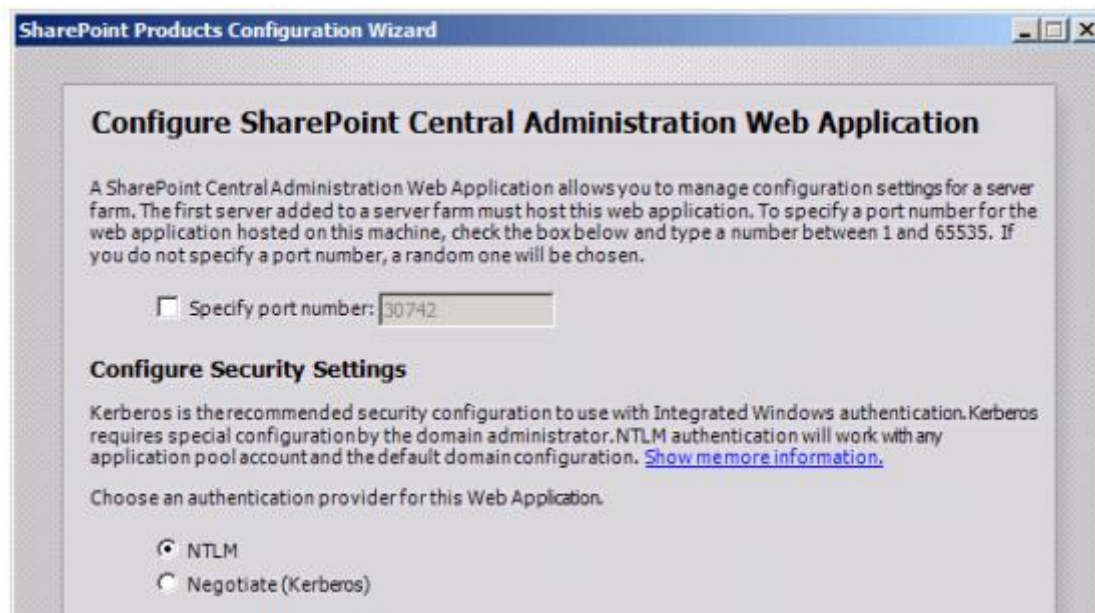 SharePoint Products Configuration Wizard
Configure SharePoint Central Administration Web Application
A SharePoint Central Administration Web Application allows you to manage configuration settings for a server
farm. The first server added to a server farm must host this web application. To specify a port number for the
web application hosted on this machine, check the box below and type a number between 1 and 65535. If
you do not specify a port number, a random one will be chosen.
Specify port number: 30742
Configure Security Settings
Kerberos is the recommended security configuration to use with Integrated Windows authentication. Kerberos
requires special configuration by the domain administrator. NTLM authentication will work with any
application pool account and the default domain configuration. Show me more information.
Choose an authentication provider for this Web Application.
NTLM
Negotiate (Kerberos)